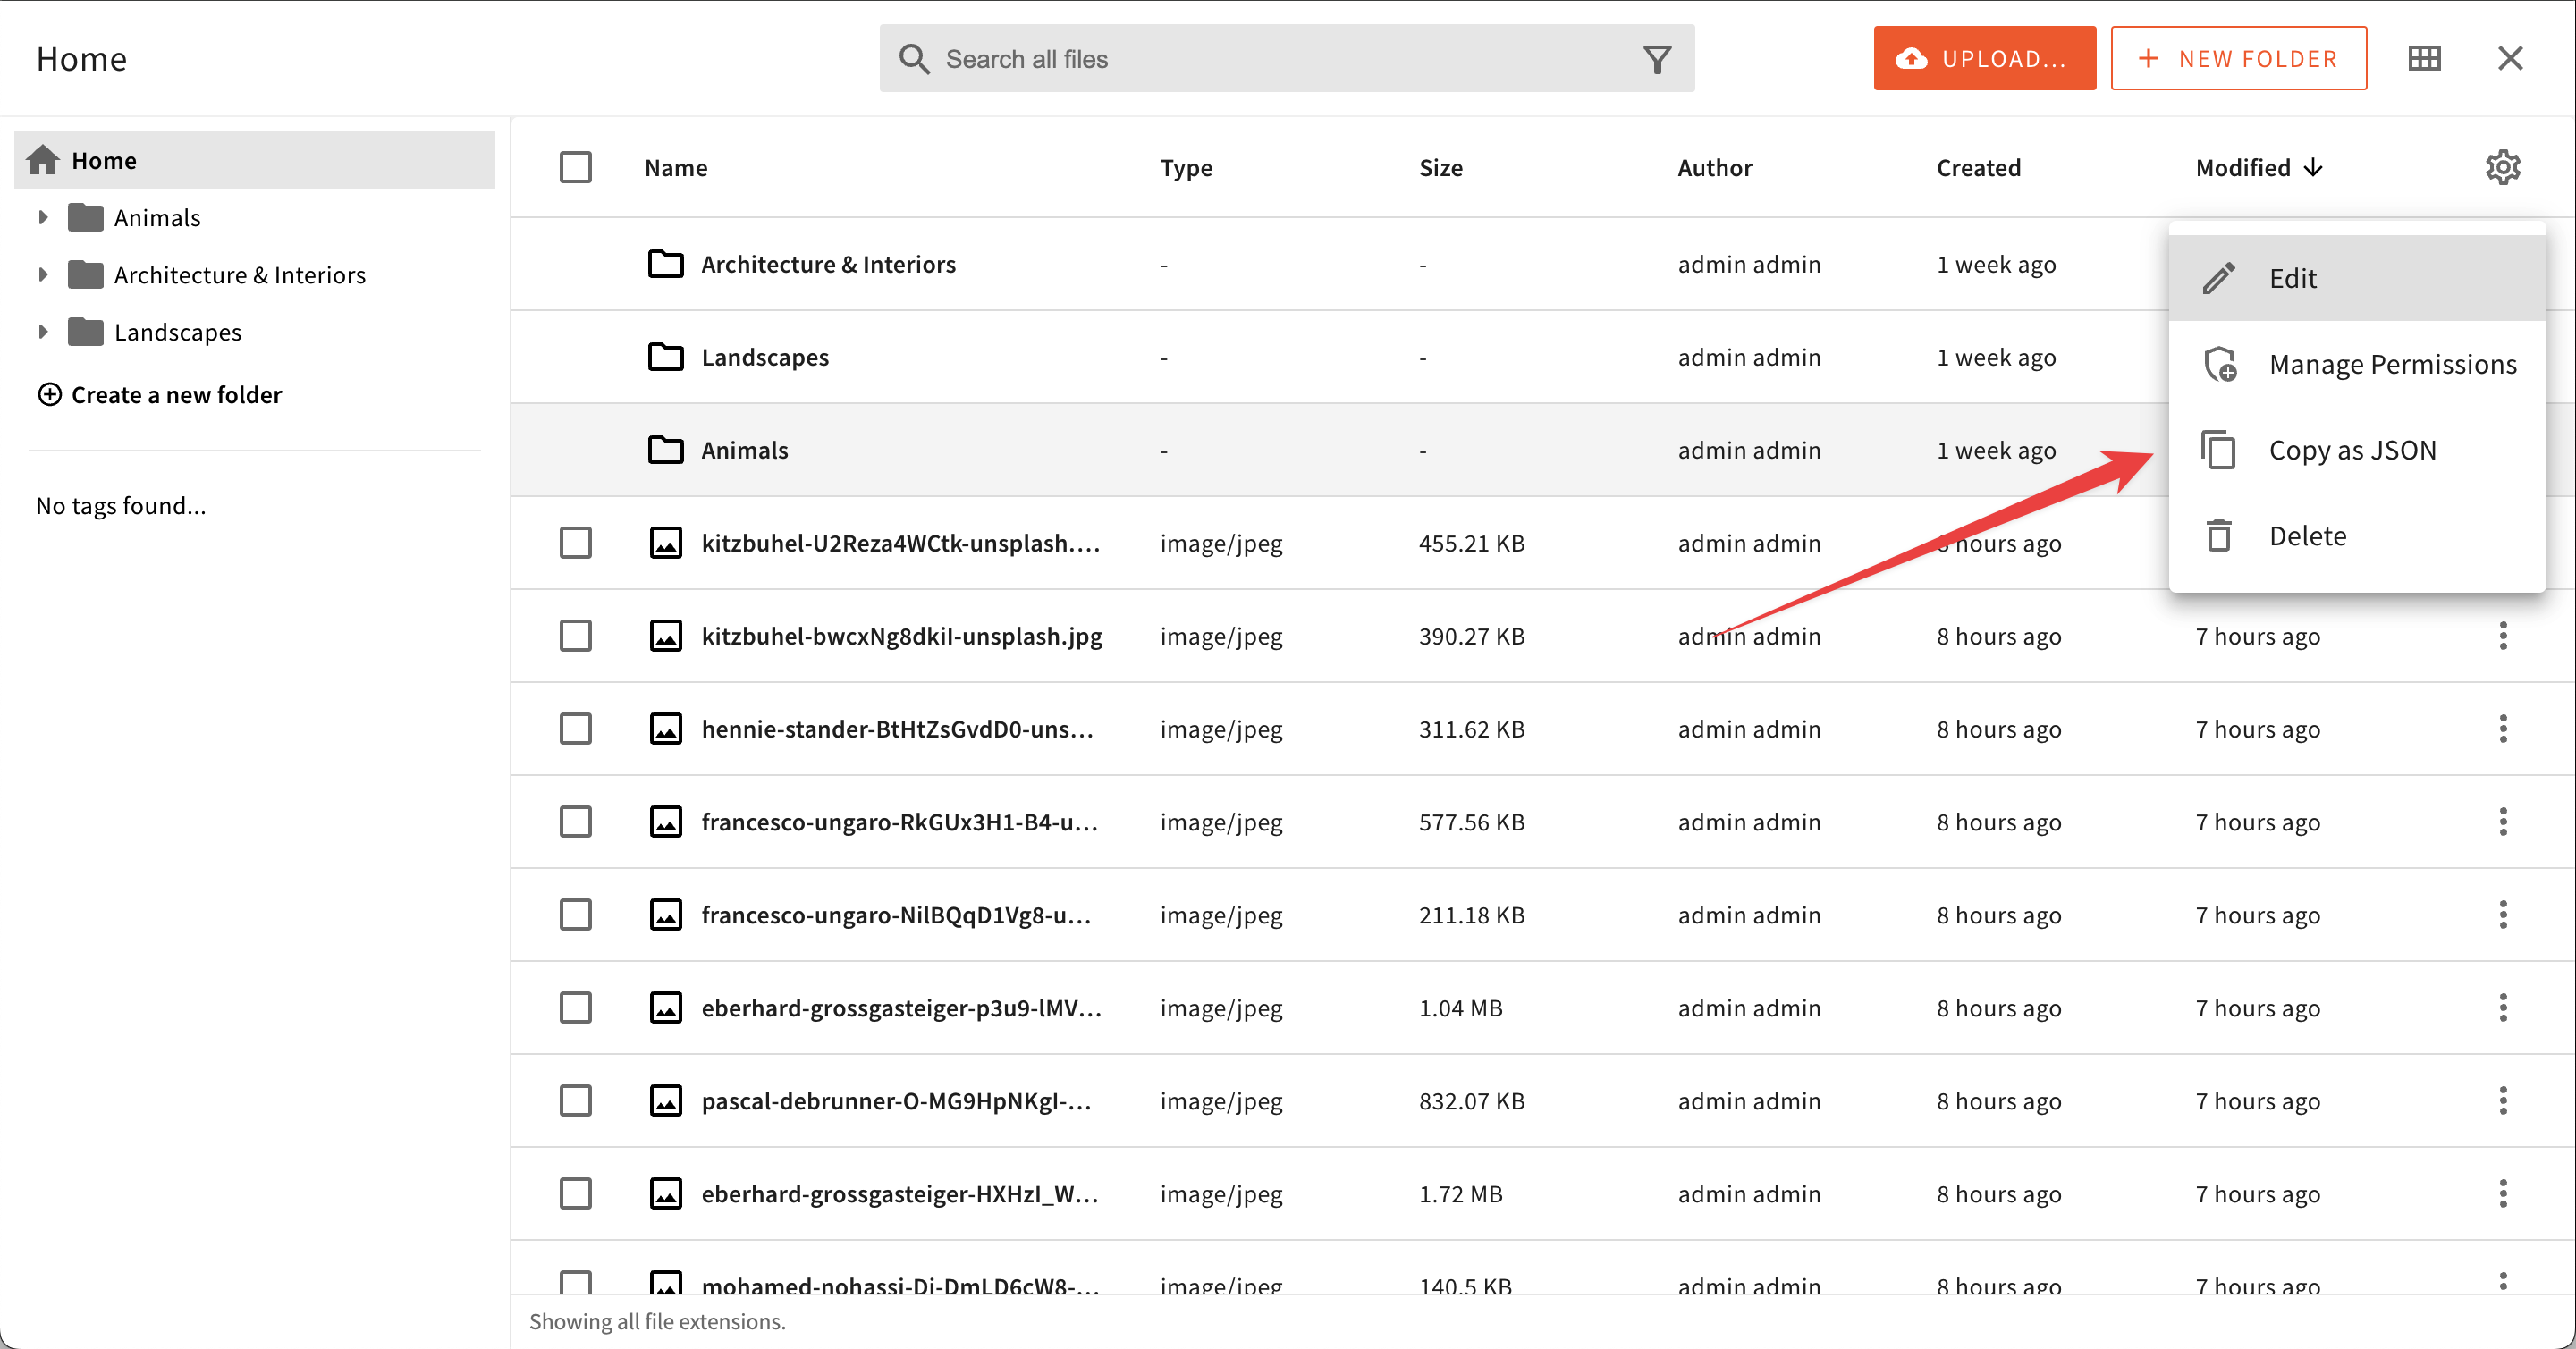 Home
Search all files
UPLOAD...
NEW FOLDER
Home
Animals
Architecture & Interiors
Landscapes
Create a new folder
No tags found...
Name Type Size Author Created Modified
Architecture & Interiors - - admin admin 1 week ago
Landscapes - - admin admin 1 week ago
Animals - - admin admin 1 week ago
Edit
Manage Permissions
Copy as JSON
Delete
kitzbuhel-U2Reza4WCtk-unsplash.... image/jpeg 455.21 KB admin admin 8 hours ago
kitzbuhel-bwcxNg8dkiI-unsplash.jpg image/jpeg 390.27 KB admin admin 8 hours ago 7 hours ago
hennie-stander-BtHtZsGvdD0-uns... image/jpeg 311.62 KB admin admin 8 hours ago 7 hours ago
francesco-ungaro-RkGUx3H1-B4-u... image/jpeg 577.56 KB admin admin 8 hours ago 7 hours ago
francesco-ungaro-NilBQqD1Vg8-u... image/jpeg 211.18 KB admin admin 8 hours ago 7 hours ago
eberhard-grossgasteiger-p3u9-lMV... image/jpeg 1.04 MB admin admin 8 hours ago 7 hours ago
pascal-debrunner-O-MG9HpNKgI-... image/jpeg 832.07 KB admin admin 8 hours ago 7 hours ago
eberhard-grossgasteiger-HXHzI_W... image/jpeg 1.72 MB admin admin 8 hours ago 7 hours ago
mohamed-nohassi-Di-DmLD6cW8-... image/jpeg 140.5 KB admin admin 8 hours ago 7 hours ago
Showing all file extensions.